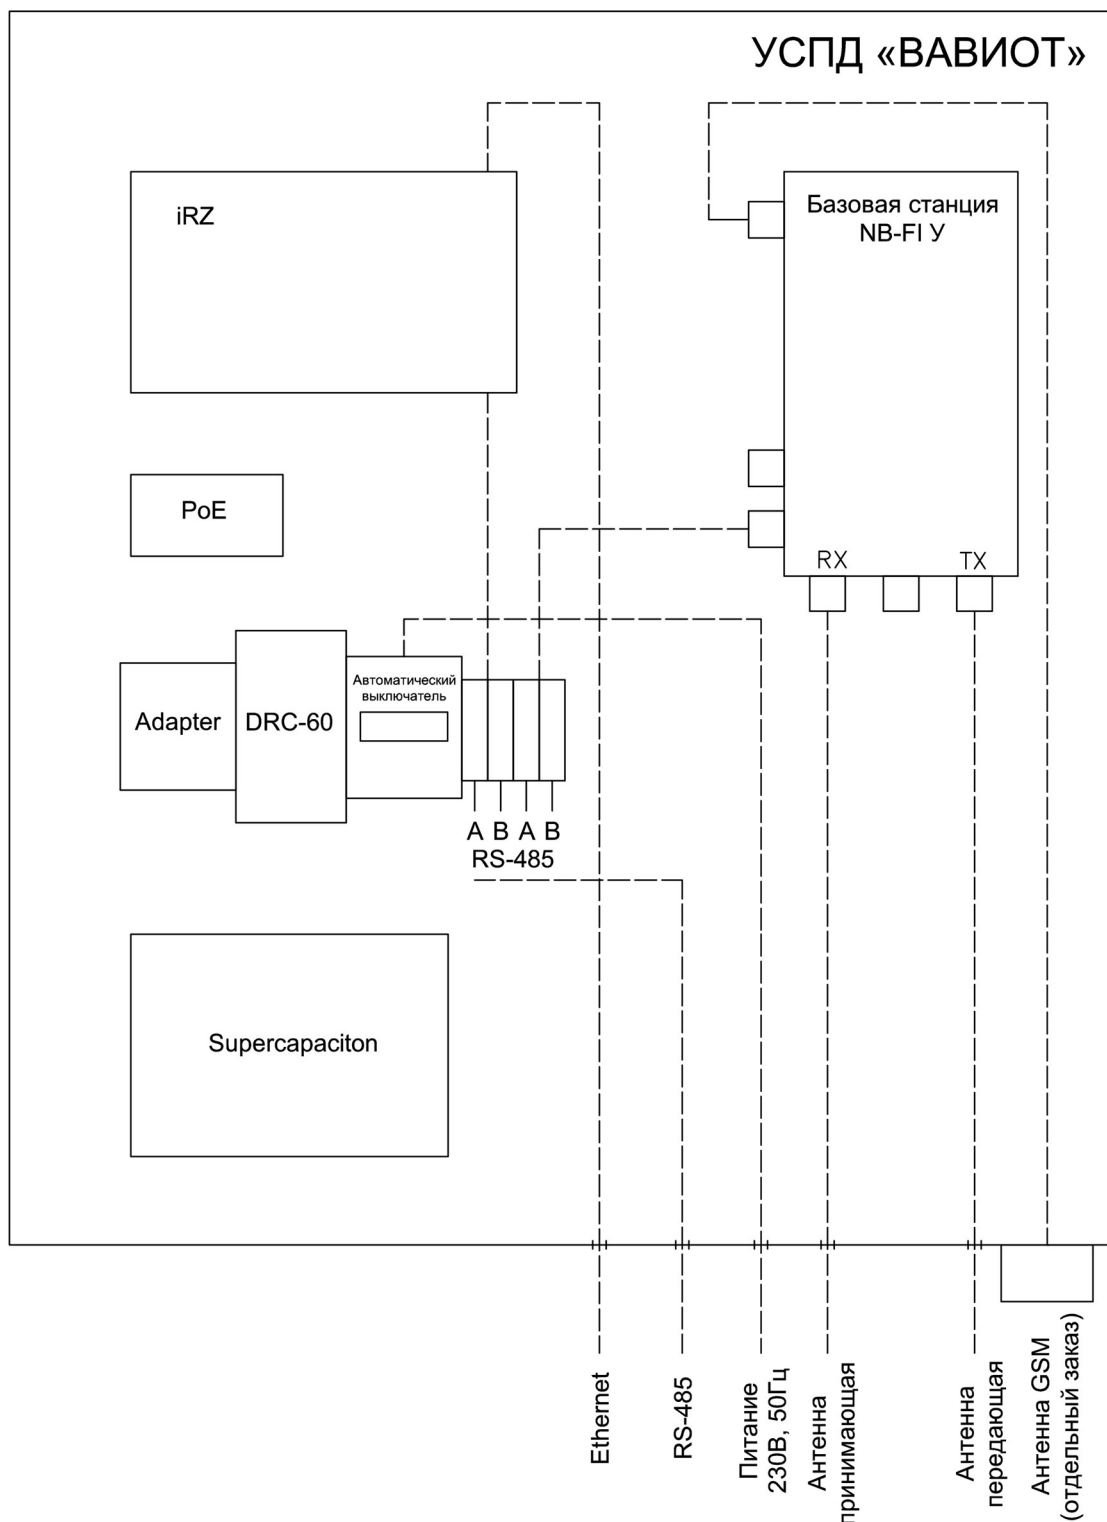 УСПД «ВАВИОТ»
iRZ
Базовая станция
NB-FI У
PoE
RX
TX
Adapter
DRC-60
Автоматический
выключатель
A B A B
RS-485
Supercapaciton
Ethernet
RS-485
Питание
230В, 50Гц
Антенна
принимающая
Антенна
передающая
Антенна GSM
(отдельный заказ)